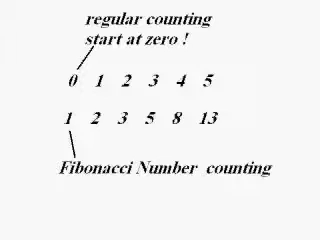 regular counting
start at zero !
0 1 2 3 4 5
1 2 3 5 8 13
Fibonacci Number counting